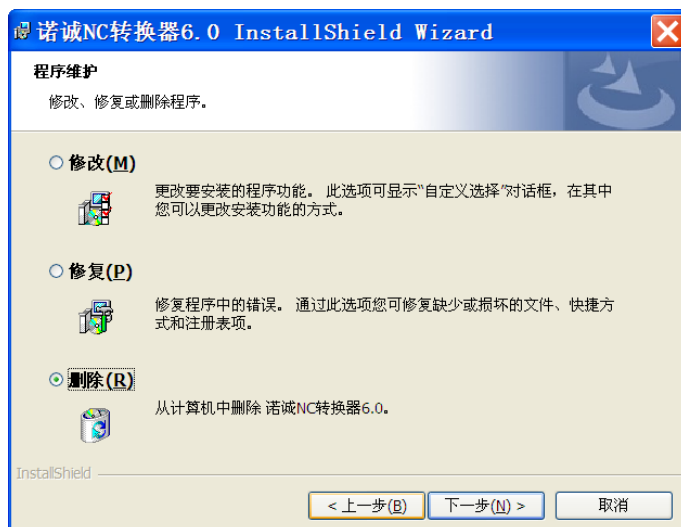 诺诚NC转换器6.0 InstallShield Wizard
程序维护
修改、修复或删除程序。
修改(M)
更改要安装的程序功能。 此选项可显示“自定义选择”对话框，在其中
您可以更改安装功能的方式。
修复(P)
修复程序中的错误。 通过此选项您可修复缺少或损坏的文件、快捷方
式和注册表项。
删除(R)
从计算机中删除 诺诚NC转换器6.0。
InstallShield
< 上一步(B) 下一步(N) > 取消